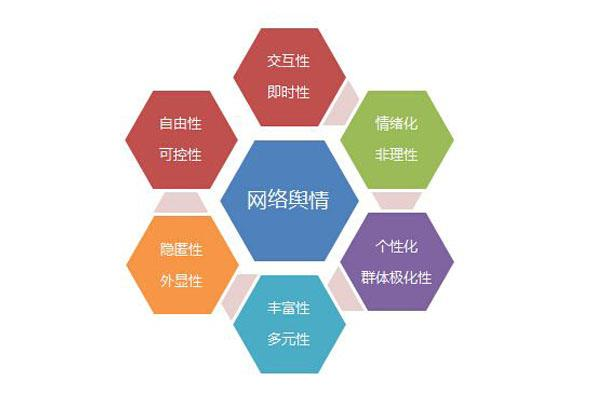 交互性
即时性
情绪化
非理性
个性化
群体极化性
丰富性
多元性
隐匿性
外显性
自由性
可控性
网络舆情